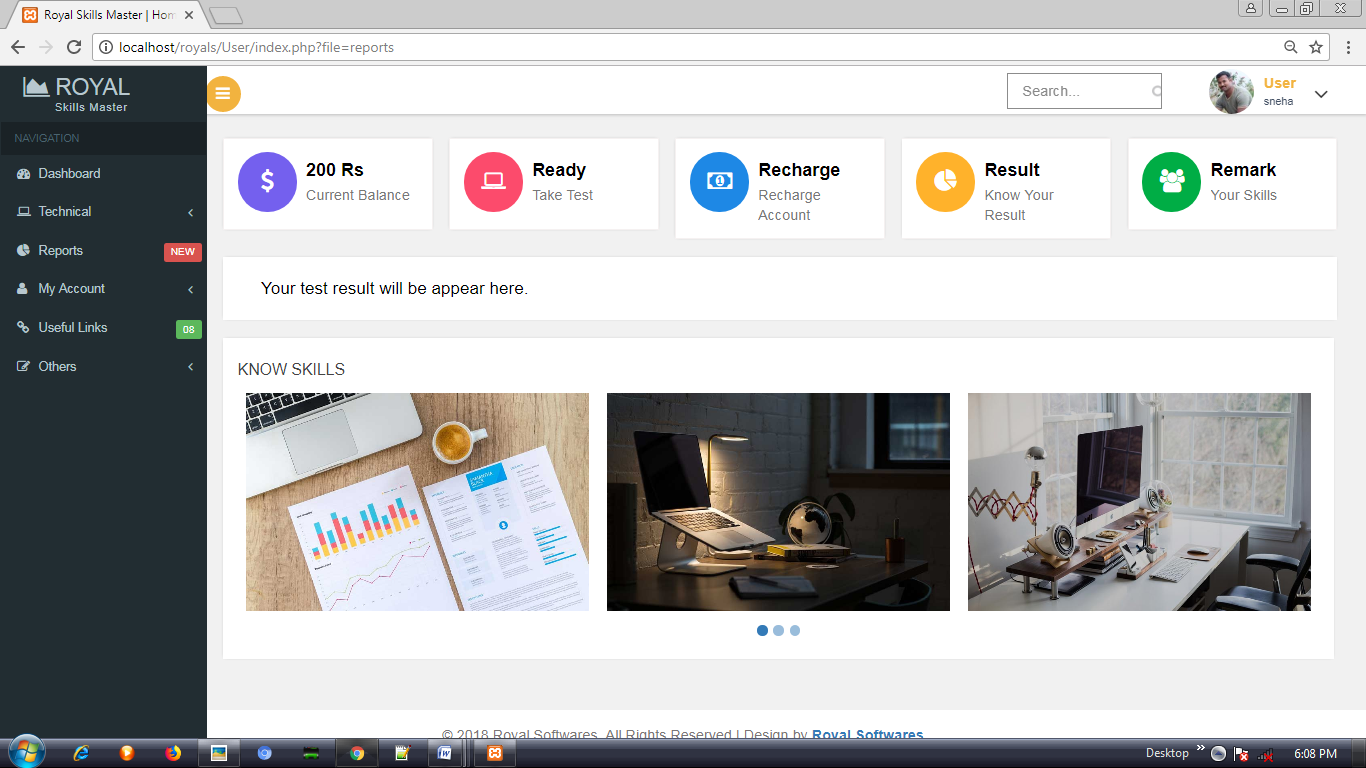 Royal Skills Master | Hom
localhost/royals/User/index.php?file=reports
ROYAL
Skills Master
Search...
User
sneha
NAVIGATION
Dashboard
Technical
Reports NEW
My Account
Useful Links 08
Others
200 Rs
Current Balance
Ready
Take Test
Recharge
Recharge
Account
Result
Know Your
Result
Remark
Your Skills
Your test result will be appear here.
KNOW SKILLS
© 2018 Royal Softwares. All Rights Reserved | Design by Royal Softwares
Desktop
6:08 PM